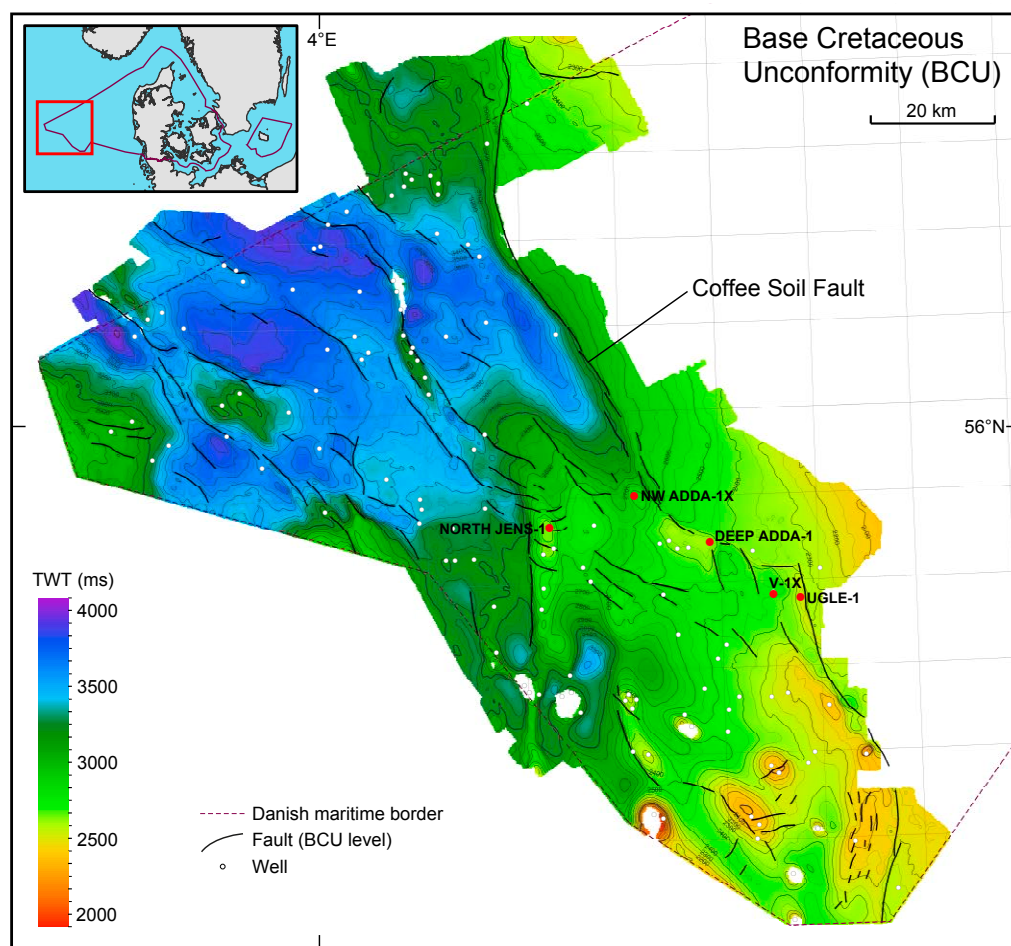 4°E
Base Cretaceous
Unconformity (BCU)
20 km
Coffee Soil Fault
56°N
NW ADDA-1X
NORTH JENS-1
DEEP ADDA-1
V-1X
UGLE-1
TWT (ms)
4000
3500
3000
2500
2000
Danish maritime border
Fault (BCU level)
Well